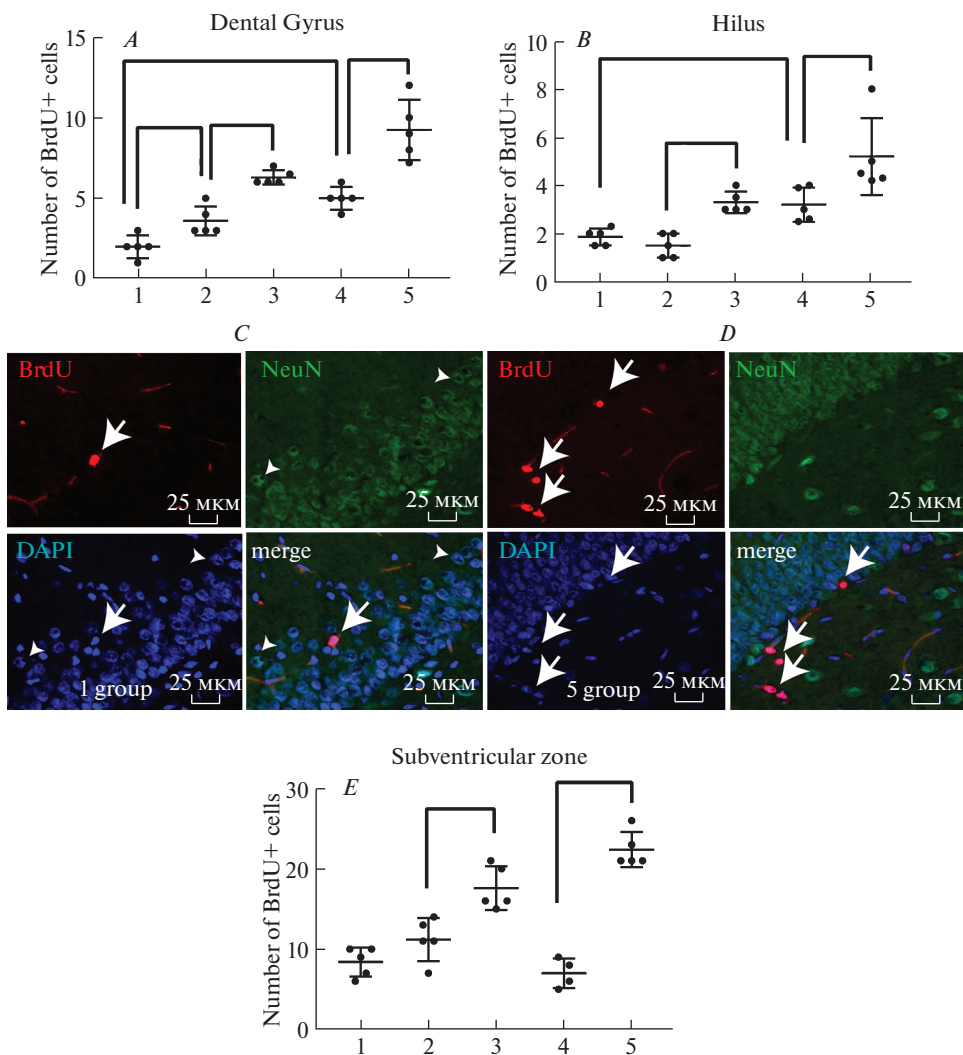 Dental Gyrus
A
Number of BrdU+ cells
15
10
5
0
1 2 3 4 5
Hilus
B
Number of BrdU+ cells
10
8
6
4
2
0
1 2 3 4 5
C
BrdU
25 МКМ
NeuN
25 МКМ
DAPI
1 group
25 МКМ
merge
25 МКМ
D
BrdU
25 МКМ
NeuN
25 МКМ
DAPI
5 group
25 МКМ
merge
25 МКМ
Subventricular zone
E
Number of BrdU+ cells
30
20
10
0
1 2 3 4 5